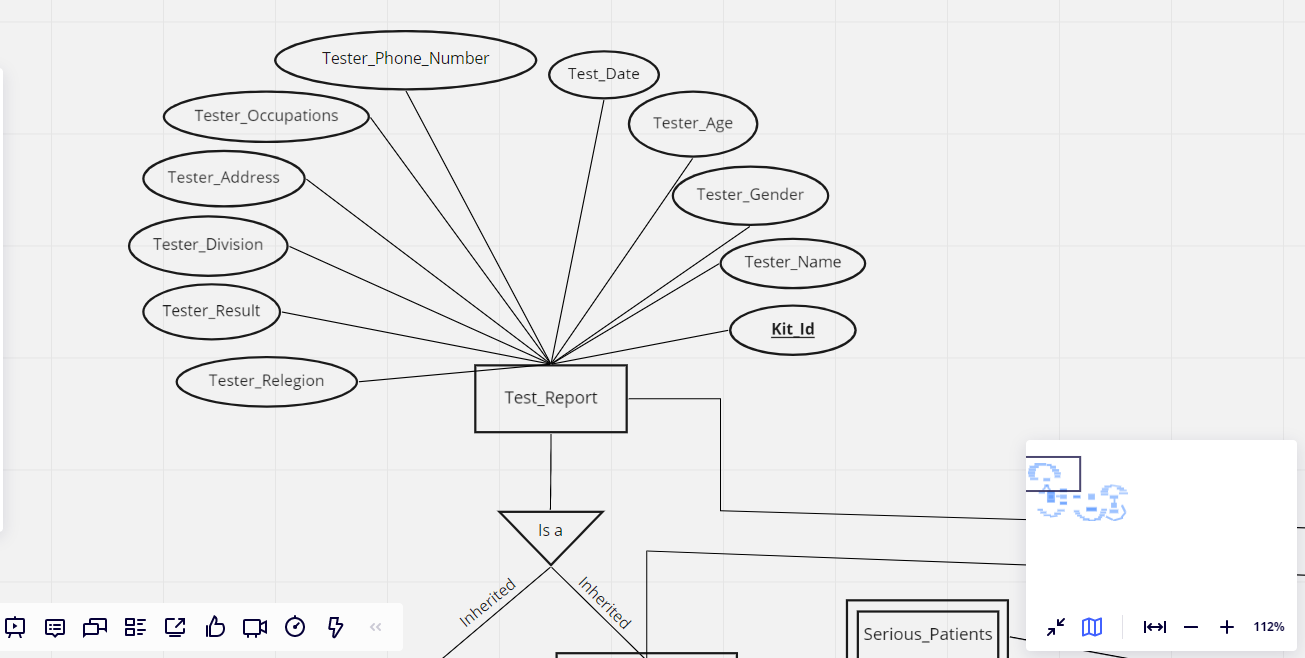 Tester_Phone_Number
Test_Date
Tester_Occupations
Tester_Age
Tester_Address
Tester_Gender
Tester_Division
Tester_Name
Tester_Result
Kit_Id
Tester_Relegion
Test_Report
Is a
Inherited
Inherited
Serious_Patients
112%